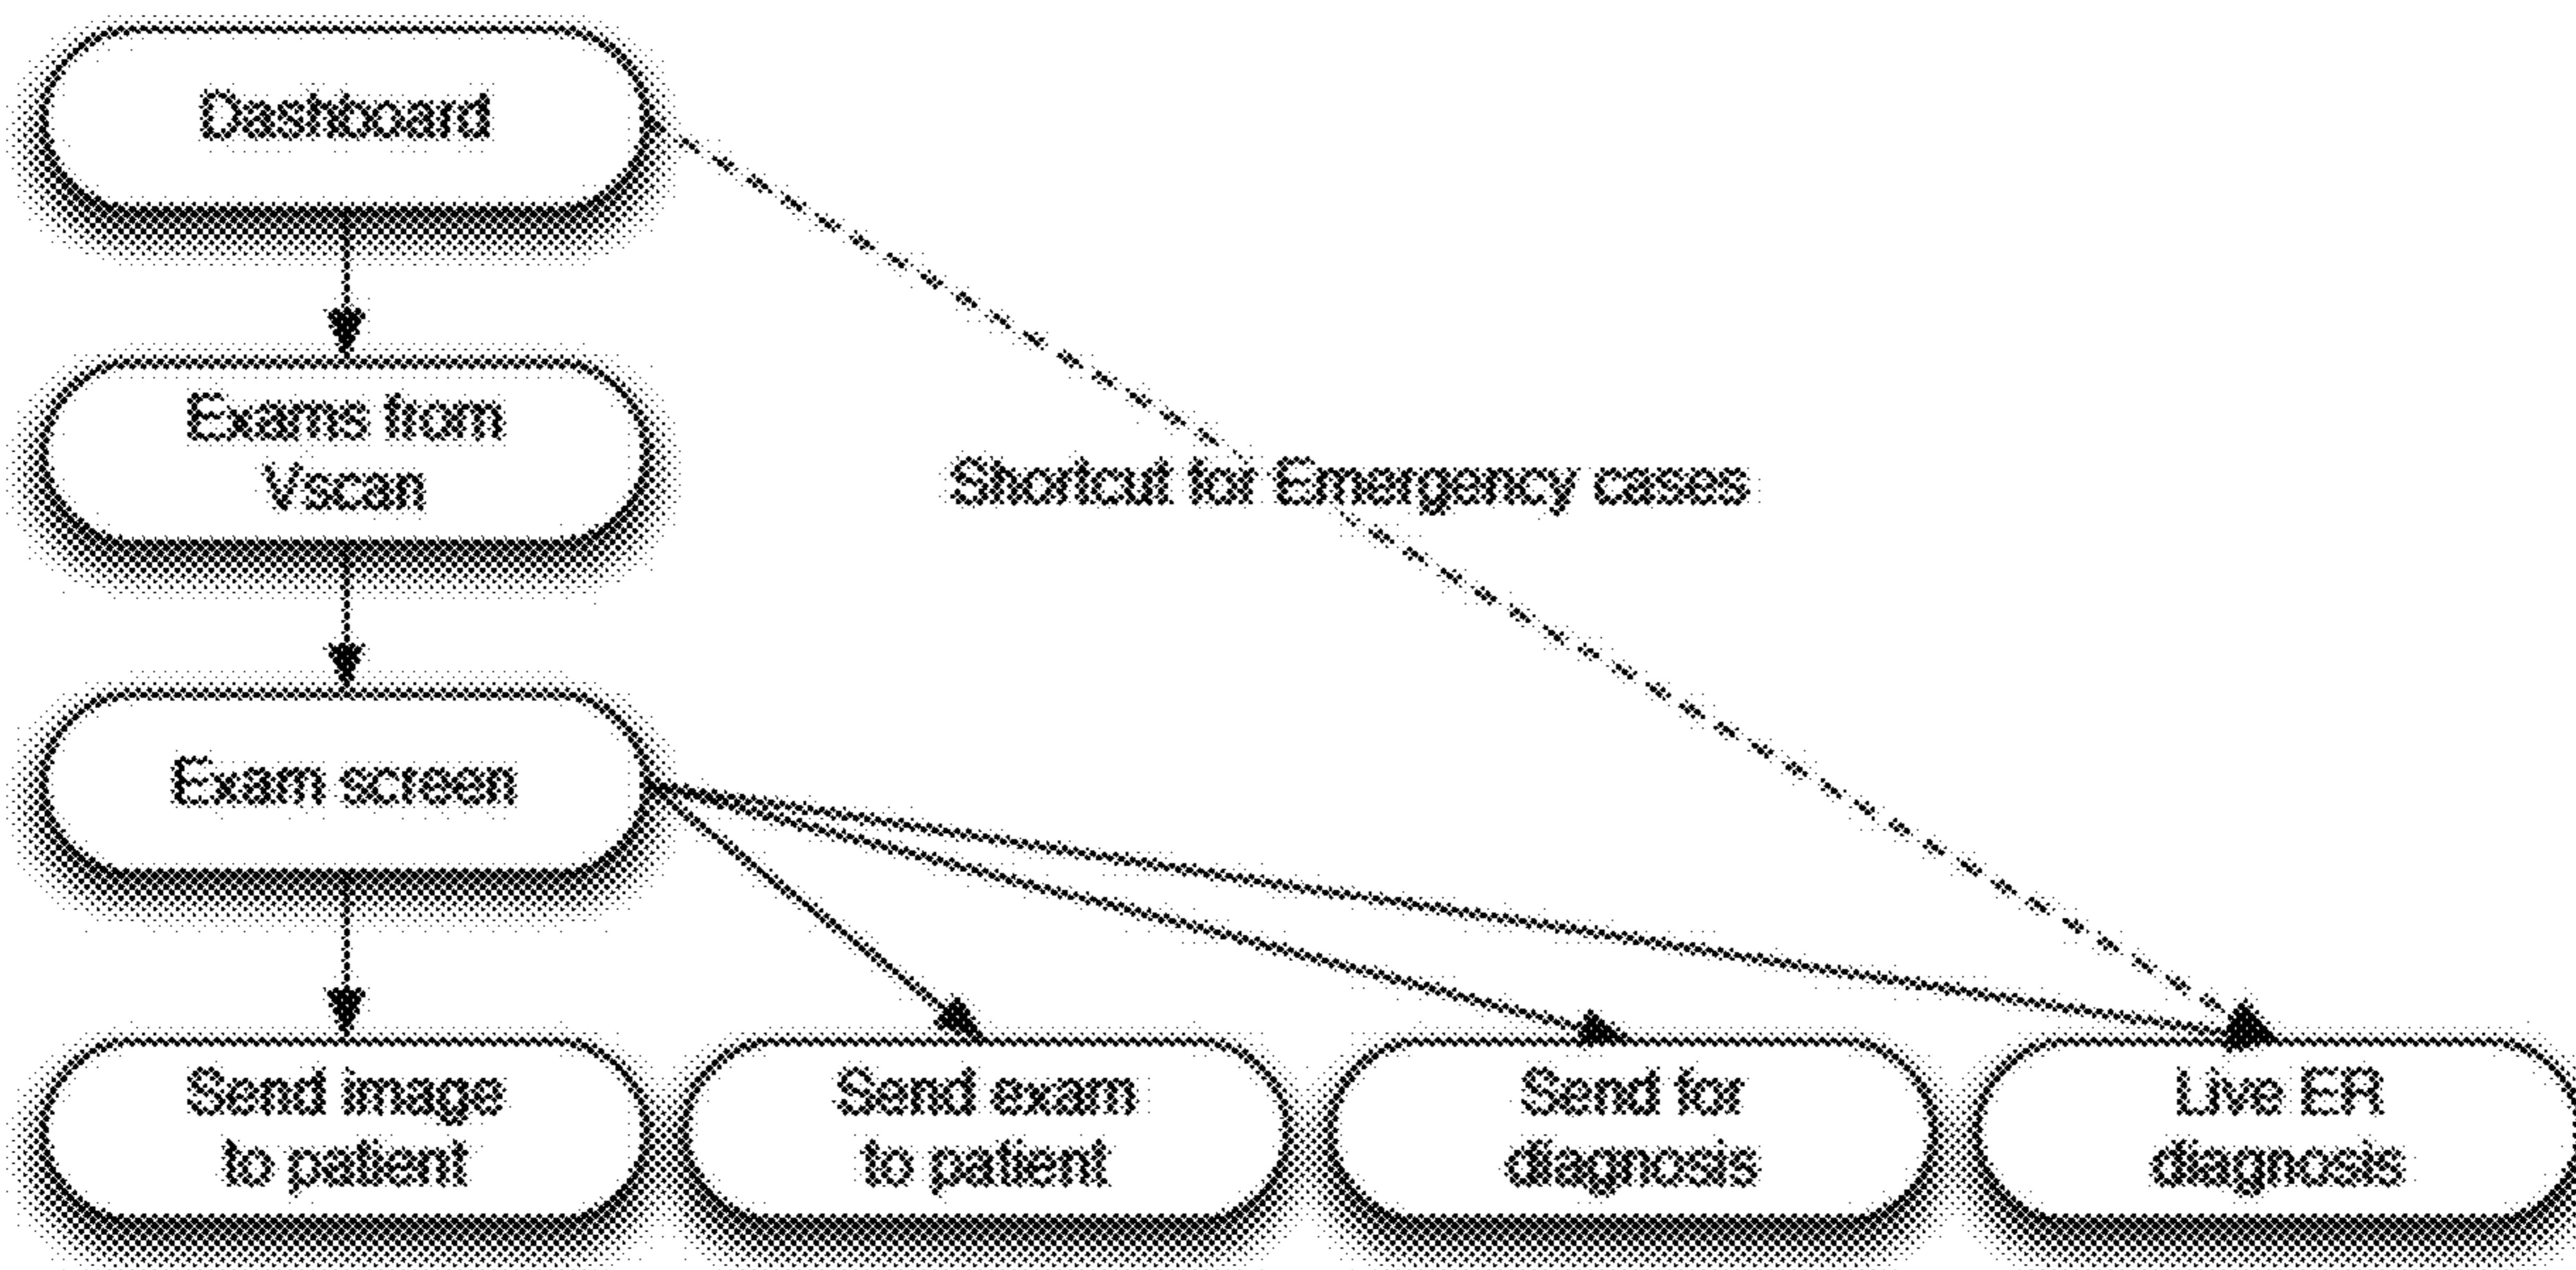 Dashboard
Exams from
Vscan
Shortcut for Emergency cases
Exam screen
Send image
to patient
Send exam
to patient
Send for
diagnosis
Live ER
diagnosis